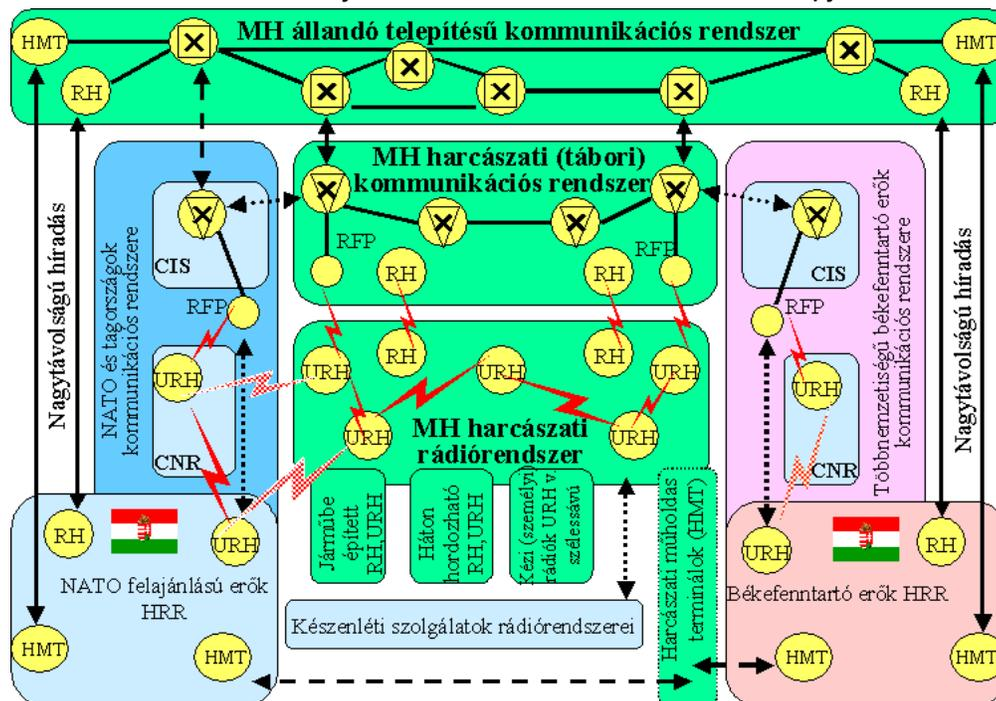 MH állandó telepítésű kommunikációs rendszer
HMT
HMT
RH
RH
MH harcászati (tábori)
kommunikációs rendszer
Nagytávolságú híradás
NATO és tagországok
kommunikációs rendszere
CIS
RFP
URH
CNR
RFP
RH
RH
RFP
RH
RH
URH
URH
URH
URH
URH
MH harcászati
rádiórendszer
Többnemzetiségű békefenntartó erők
kommunikációs rendszere
CIS
RFP
URH
CNR
Nagytávolságú híradás
Járműbe
épített
RH,URH
Háton
hordozható
RH,URH
Kézi (személyi)
rádiók URH v.
szélessávú
Harcászati műholdas
terminálok (HMT)
Készenléti szolgálatok rádiórendszerei
RH
URH
NATO felajánlású erők
HRR
HMT
HMT
URH
RH
Békefenntartó erők HRR
HMT
HMT